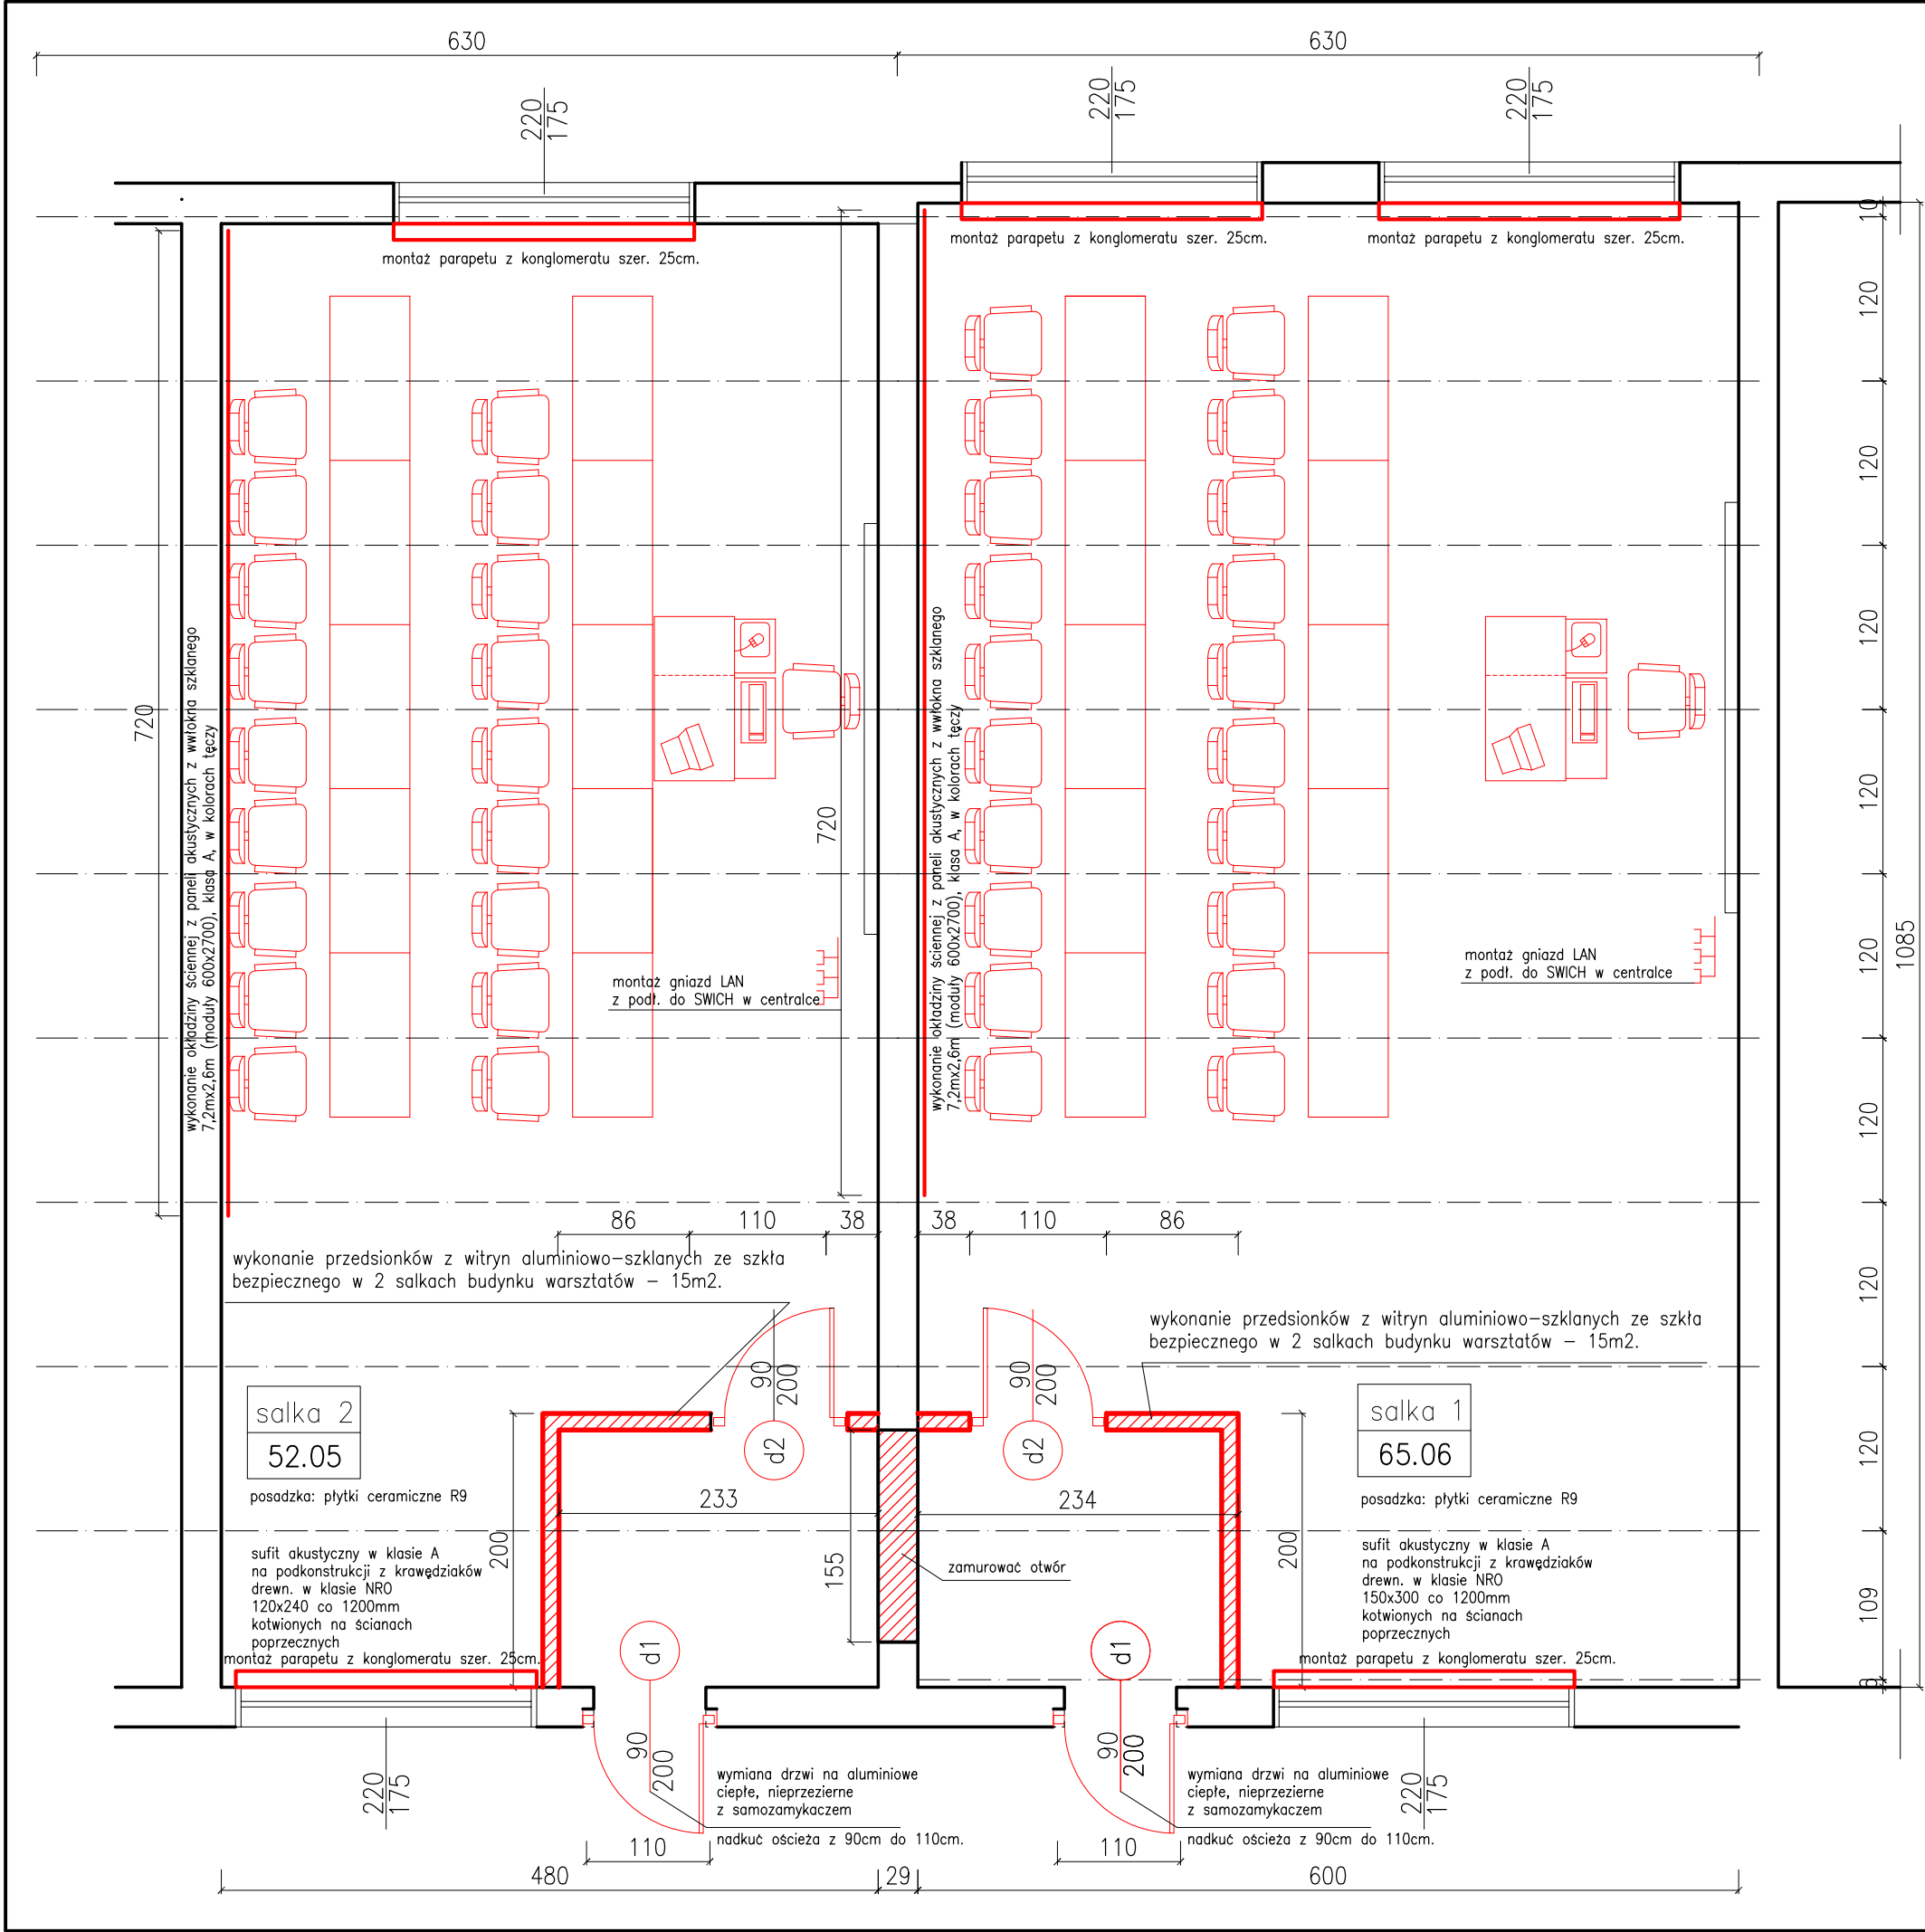 630
630
220
175
220
175
220
175
montaż parapetu z konglomeratu szer. 25cm.
montaż parapetu z konglomeratu szer. 25cm.
montaż parapetu z konglomeratu szer. 25cm.
10
120
120
120
120
120
120
120
120
109
9
1085
720
wykonanie okładziny ściennej z paneli akustycznych z wwłokna szklanego
7,2mx2,6m (moduły 600x2700), klasa A, w kolorach tęczy
720
wykonanie okładziny ściennej z paneli akustycznych z wwłokna szklanego
7,2mx2,6m (moduły 600x2700), klasa A, w kolorach tęczy
montaż gniazd LAN
z podł. do SWICH w centralce
montaż gniazd LAN
z podł. do SWICH w centralce
86
110
38
38
110
86
wykonanie przedsionków z witryn aluminiowo-szklanych ze szkła
bezpiecznego w 2 salkach budynku warsztatów – 15m2.
wykonanie przedsionków z witryn aluminiowo-szklanych ze szkła
bezpiecznego w 2 salkach budynku warsztatów – 15m2.
90
200
d2
90
200
d2
salka 2
52.05
posadzka: płytki ceramiczne R9
salka 1
65.06
posadzka: płytki ceramiczne R9
233
234
200
155
200
zamurować otwór
sufit akustyczny w klasie A
na podkonstrukcji z krawędziaków
drewn. w klasie NRO
120x240 co 1200mm
kotwionych na ścianach
poprzecznych
montaż parapetu z konglomeratu szer. 25cm.
sufit akustyczny w klasie A
na podkonstrukcji z krawędziaków
drewn. w klasie NRO
150x300 co 1200mm
kotwionych na ścianach
poprzecznych
montaż parapetu z konglomeratu szer. 25cm.
d1
d1
220
175
90
200
90
200
220
175
wymiana drzwi na aluminiowe
ciepłe, nieprzezierne
z samozamykaczem
nadkuć ościeża z 90cm do 110cm.
wymiana drzwi na aluminiowe
ciepłe, nieprzezierne
z samozamykaczem
nadkuć ościeża z 90cm do 110cm.
110
110
480
29
600